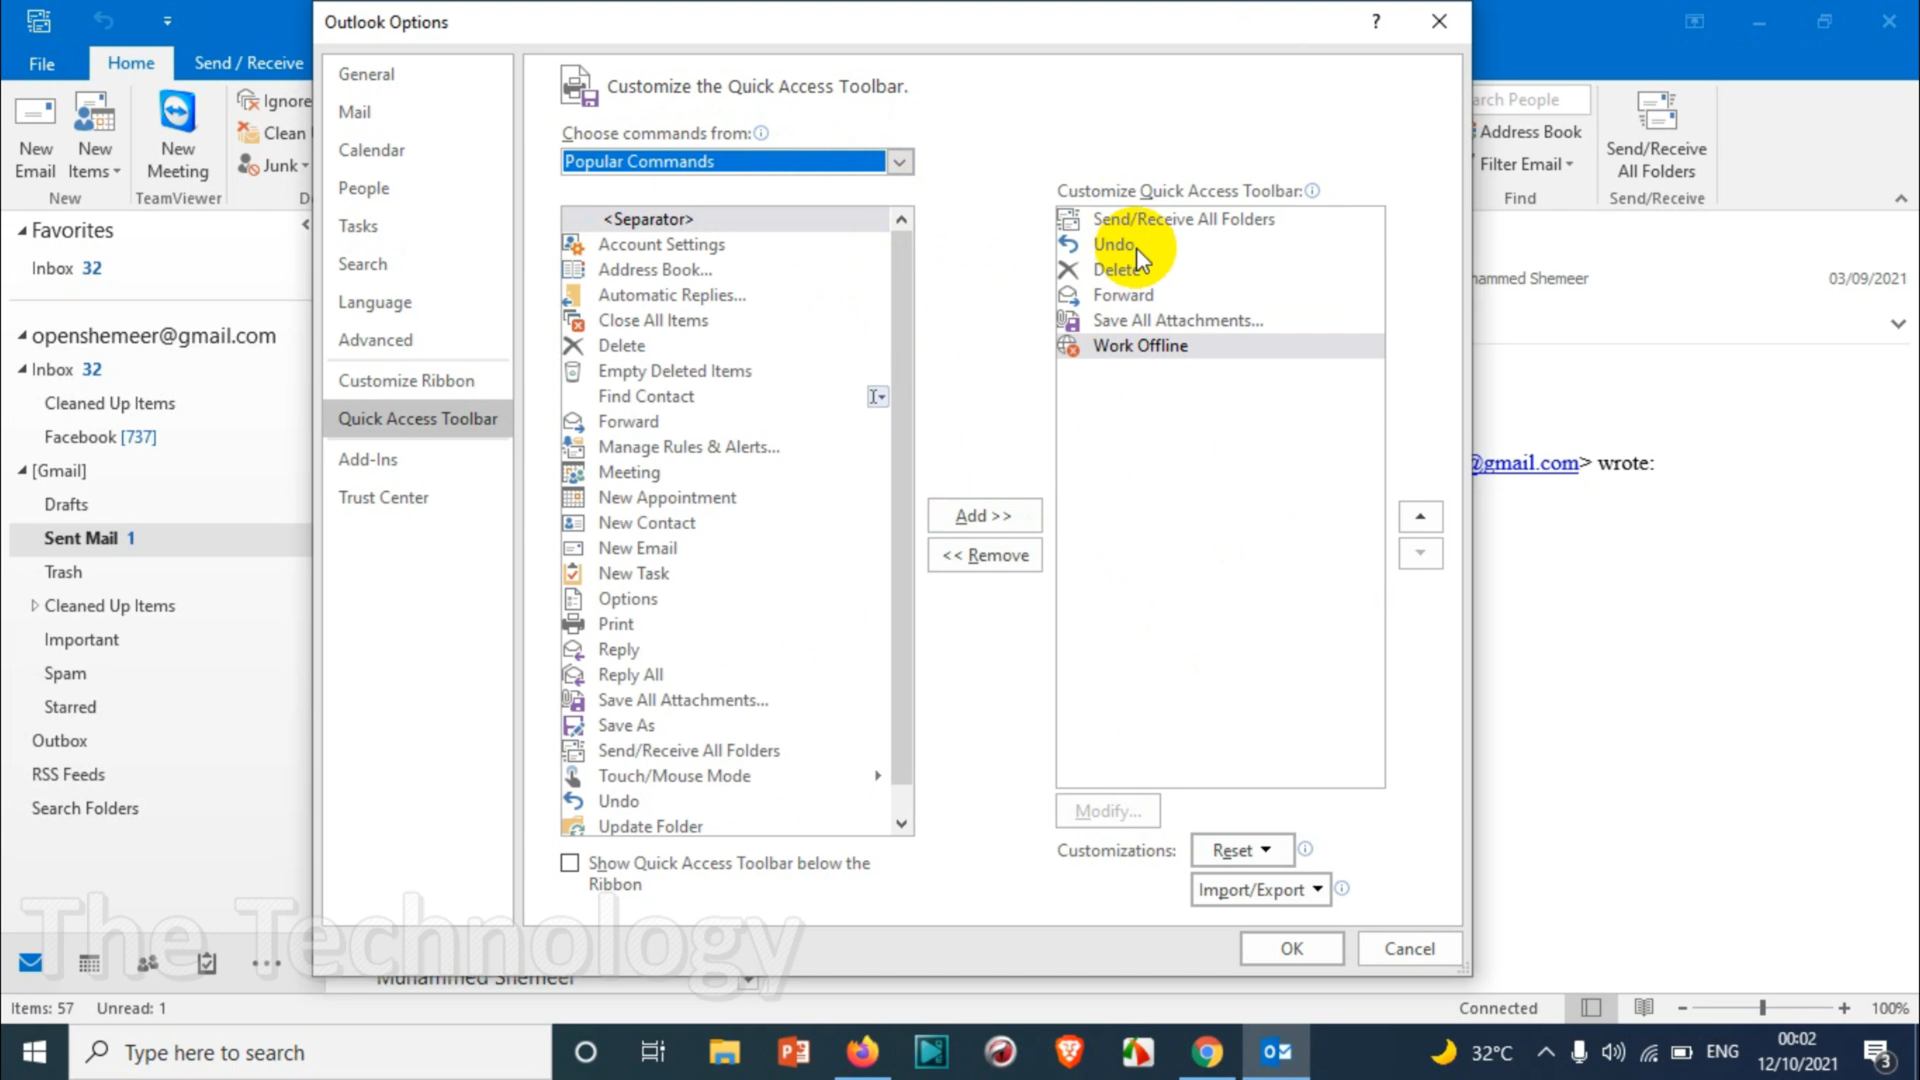 Outlook Options
?
File
Home
Send / Receive
New
Email
New
Items
New
New
Meeting
TeamViewer
Ignore
Clean
Junk
Favorites
Inbox 32
openshemeer@gmail.com
Inbox 32
Cleaned Up Items
Facebook [737]
[Gmail]
Drafts
Sent Mail 1
Trash
Cleaned Up Items
Important
Spam
Starred
Outbox
RSS Feeds
Search Folders
General
Mail
Calendar
People
Tasks
Search
Language
Advanced
Customize Ribbon
Quick Access Toolbar
Add-Ins
Trust Center
Customize the Quick Access Toolbar.
Choose commands from:
Popular Commands
<Separator>
Account Settings
Address Book...
Automatic Replies...
Close All Items
Delete
Empty Deleted Items
Find Contact
Forward
Manage Rules & Alerts...
Meeting
New Appointment
New Contact
New Email
New Task
Options
Print
Reply
Reply All
Save All Attachments...
Save As
Send/Receive All Folders
Touch/Mouse Mode
Undo
Update Folder
Show Quick Access Toolbar below the
Ribbon
Add >>
<< Remove
Customize Quick Access Toolbar:
Send/Receive All Folders
Undo
Delete
Forward
Save All Attachments...
Work Offline
Modify...
Customizations:
Reset
Import/Export
OK
Cancel
arch People
Address Book
Filter Email
Find
Send/Receive
All Folders
Send/Receive
ammed Shemeer
03/09/2021
@gmail.com> wrote:
The Technology
Muhammed Shemeer
Items: 57
Unread: 1
Connected
100%
Type here to search
32°C
ENG
00:02
12/10/2021
3